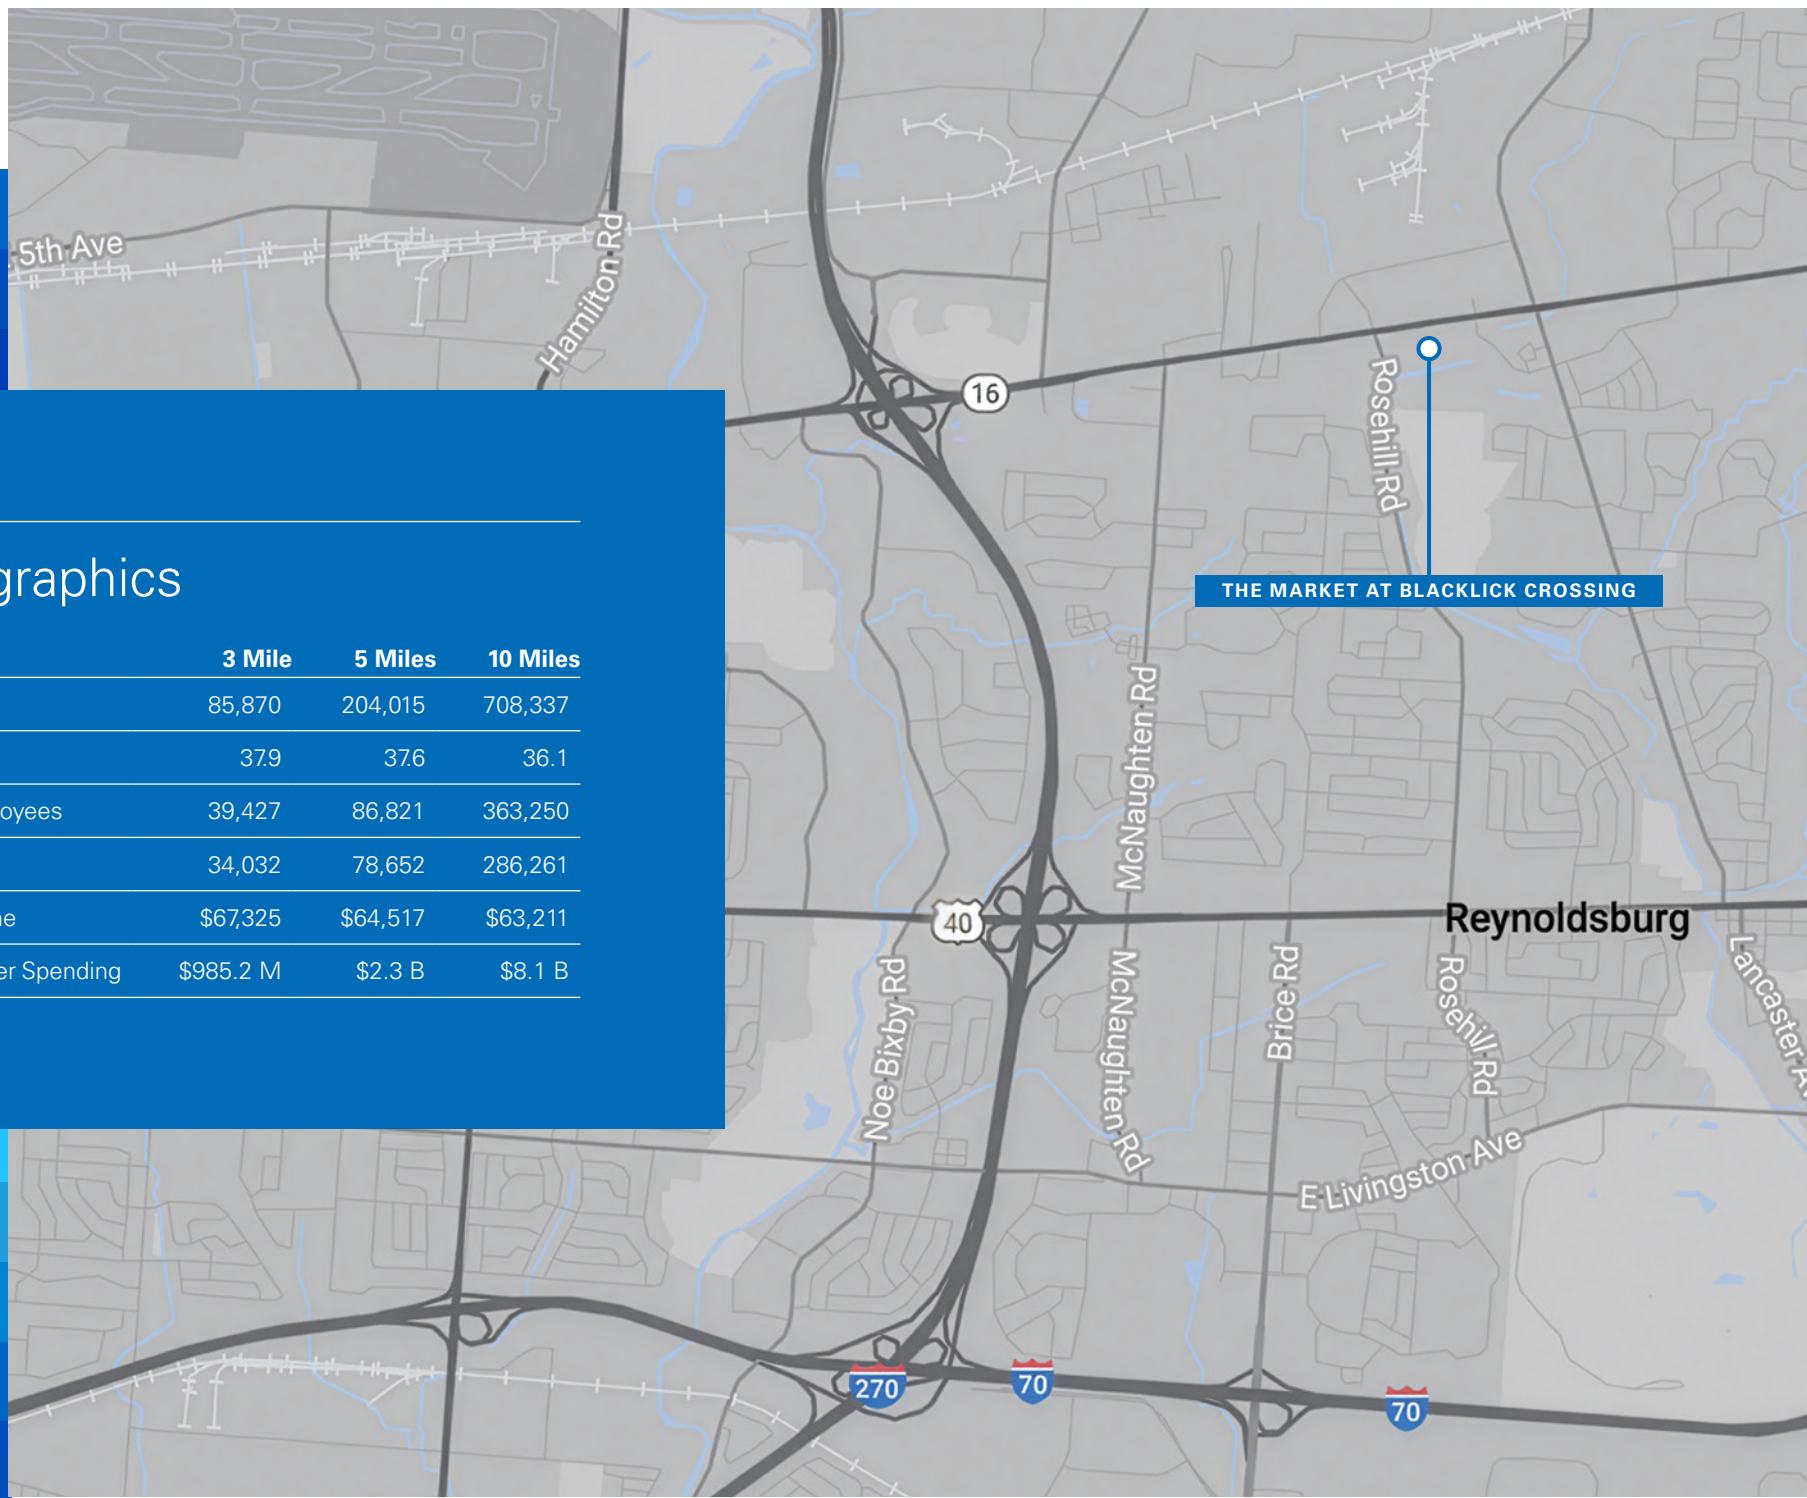 5th Ave
Hamilton Rd
16
Rosehill Rd
THE MARKET AT BLACKLICK CROSSING
graphics
3 Mile 5 Miles 10 Miles
85,870 204,015 708,337
37.9 37.6 36.1
oyees 39,427 86,821 363,250
34,032 78,652 286,261
e $67,325 $64,517 $63,211
er Spending $985.2 M $2.3 B $8.1 B
McNaughten Rd
40
Reynoldsburg
Noe Bixby Rd
McNaughten Rd
Brice Rd
Rosehill Rd
Lancaster A
E Livingston Ave
270
70
70